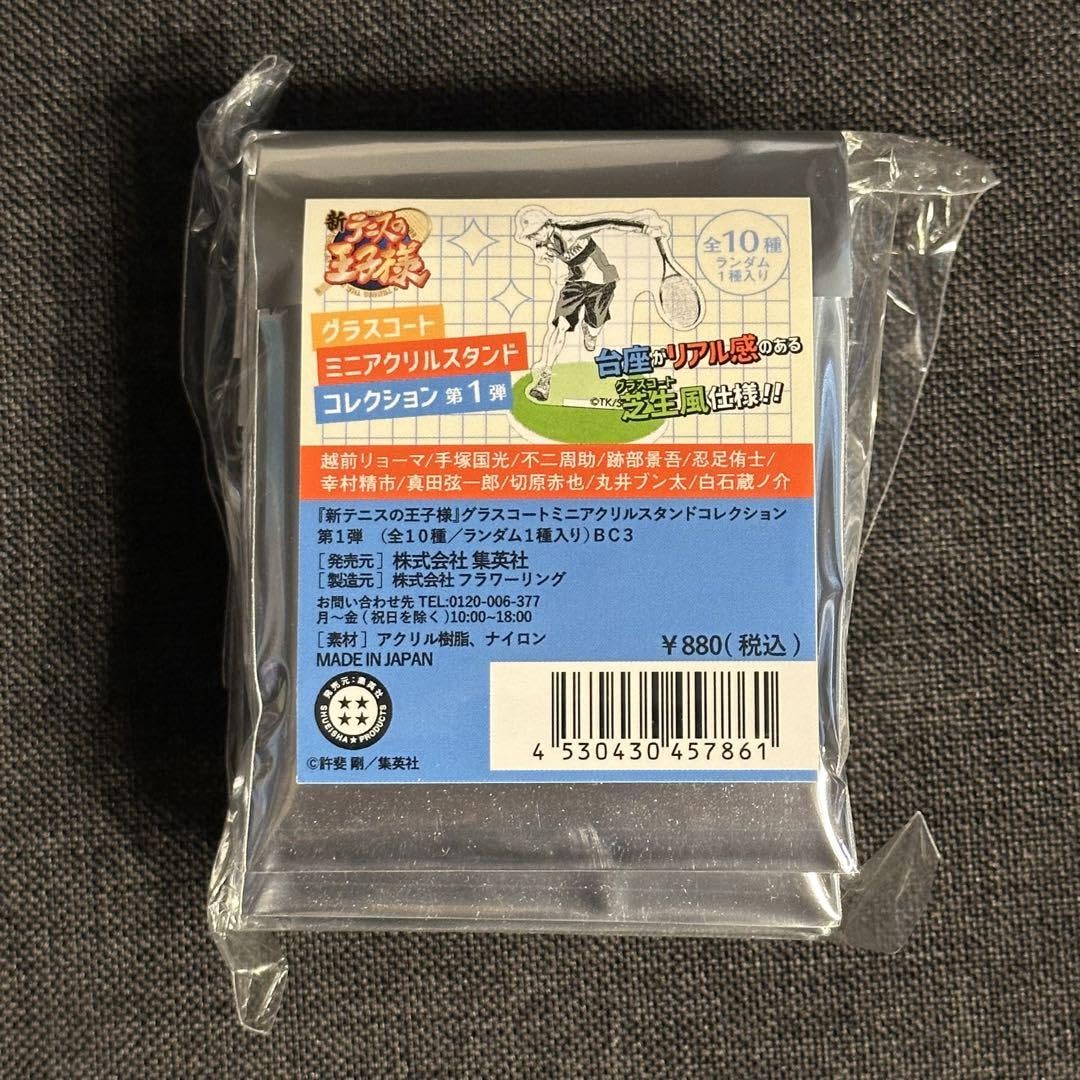 新テニスの
王子様
全10種
ランダム
1種入り
グラスコート
ミニアクリルスタンド
コレクション 第1弾
台座がリアル感のある
グラスコート
芝生風仕様!!
©TK/S
越前リョーマ/手塚国光/不二周助/跡部景吾/忍足侑士/
幸村精市/真田弦一郎/切原赤也/丸井ブン太/白石蔵ノ介
『新テニスの王子様』グラスコートミニアクリルスタンドコレクション
第1弾 (全10種/ランダム1種入り)BC3
[発売元] 株式会社 集英社
[製造元] 株式会社 フラワーリング
お問い合わせ先 TEL:0120-006-377
月～金(祝日を除く)10:00~18:00
[素材] アクリル樹脂、ナイロン
¥880(税込)
MADE IN JAPAN
発売元:集英社
SHUEISHA★PRODUCTS
4 530430 457861
©許斐 剛/集英社